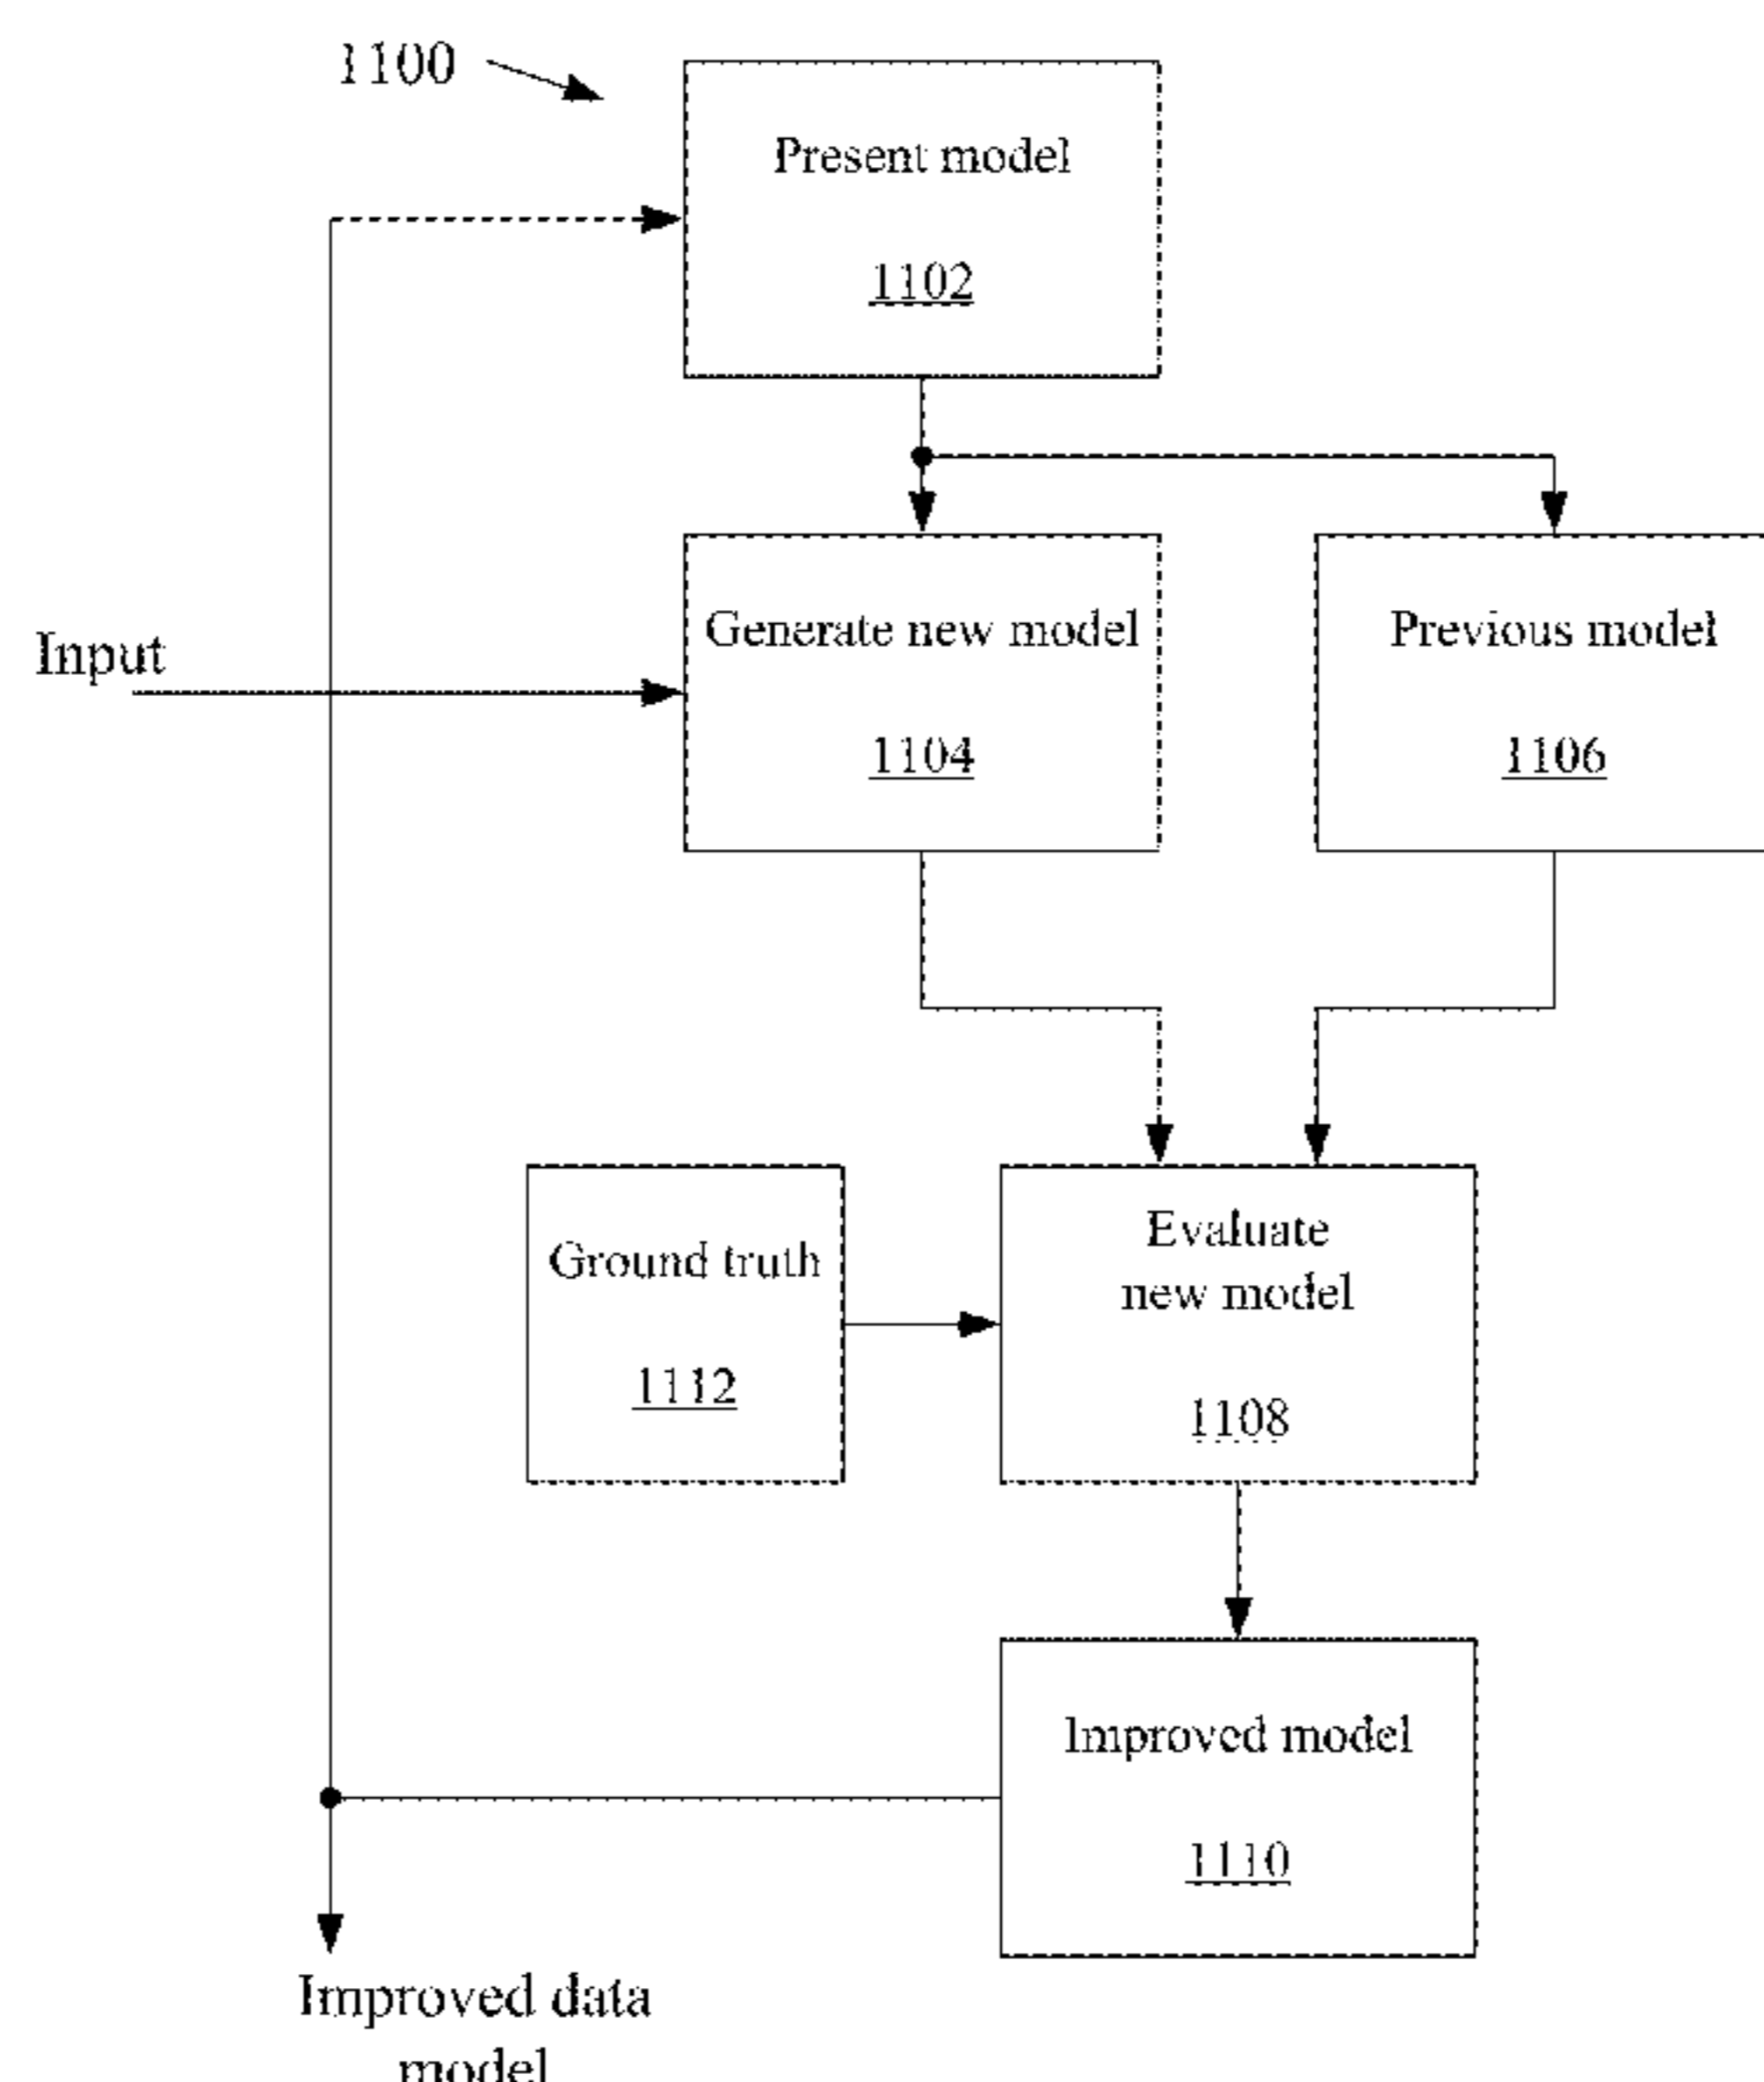 1100
Present model
1102
Input
Generate new model
1104
Previous model
1106
Ground truth
1112
Evaluate
new model
1108
Improved model
1110
Improved data
model